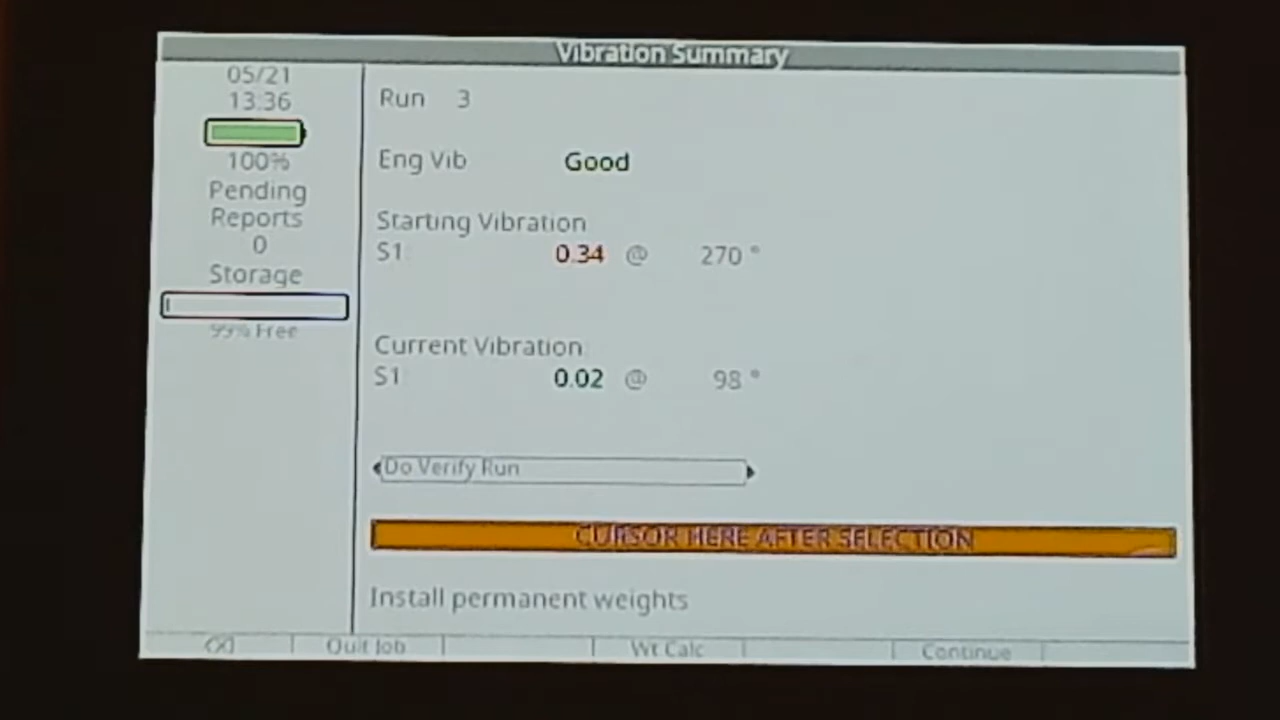 Vibration Summary
05/21
13:36
100%
Pending
Reports
0
Storage
99% Free
Run 3
Eng Vib Good
Starting Vibration
S1 0.34 @ 270 °
Current Vibration
S1 0.02 @ 98 °
Do Verify Run
CURSOR HERE AFTER SELECTION
Install permanent weights
Quit Job Wt Calc Continue